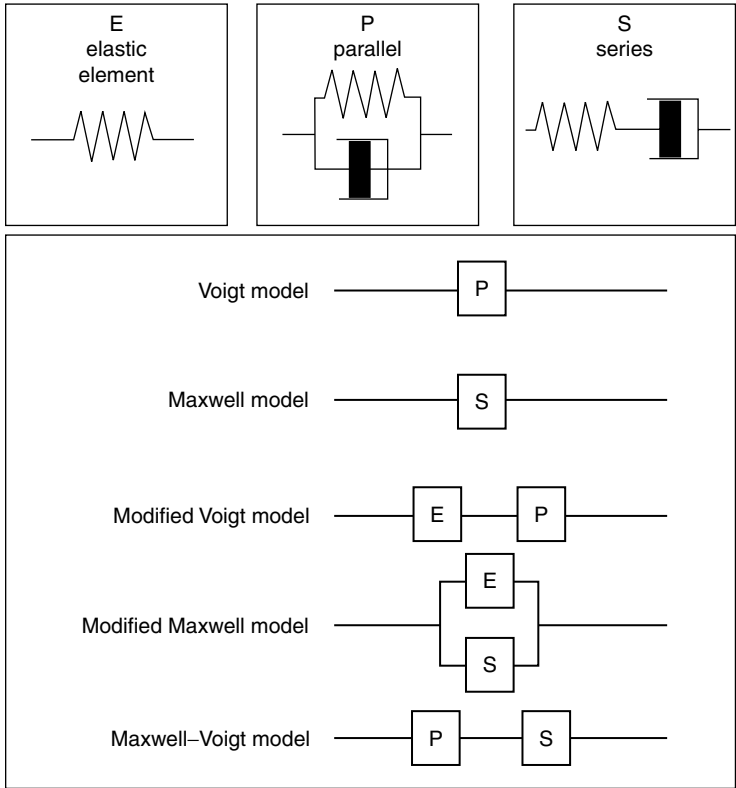 E
elastic
element
P
parallel
S
series
Voigt model
P
Maxwell model
S
Modified Voigt model
E P
Modified Maxwell model
E
S
Maxwell–Voigt model
P S